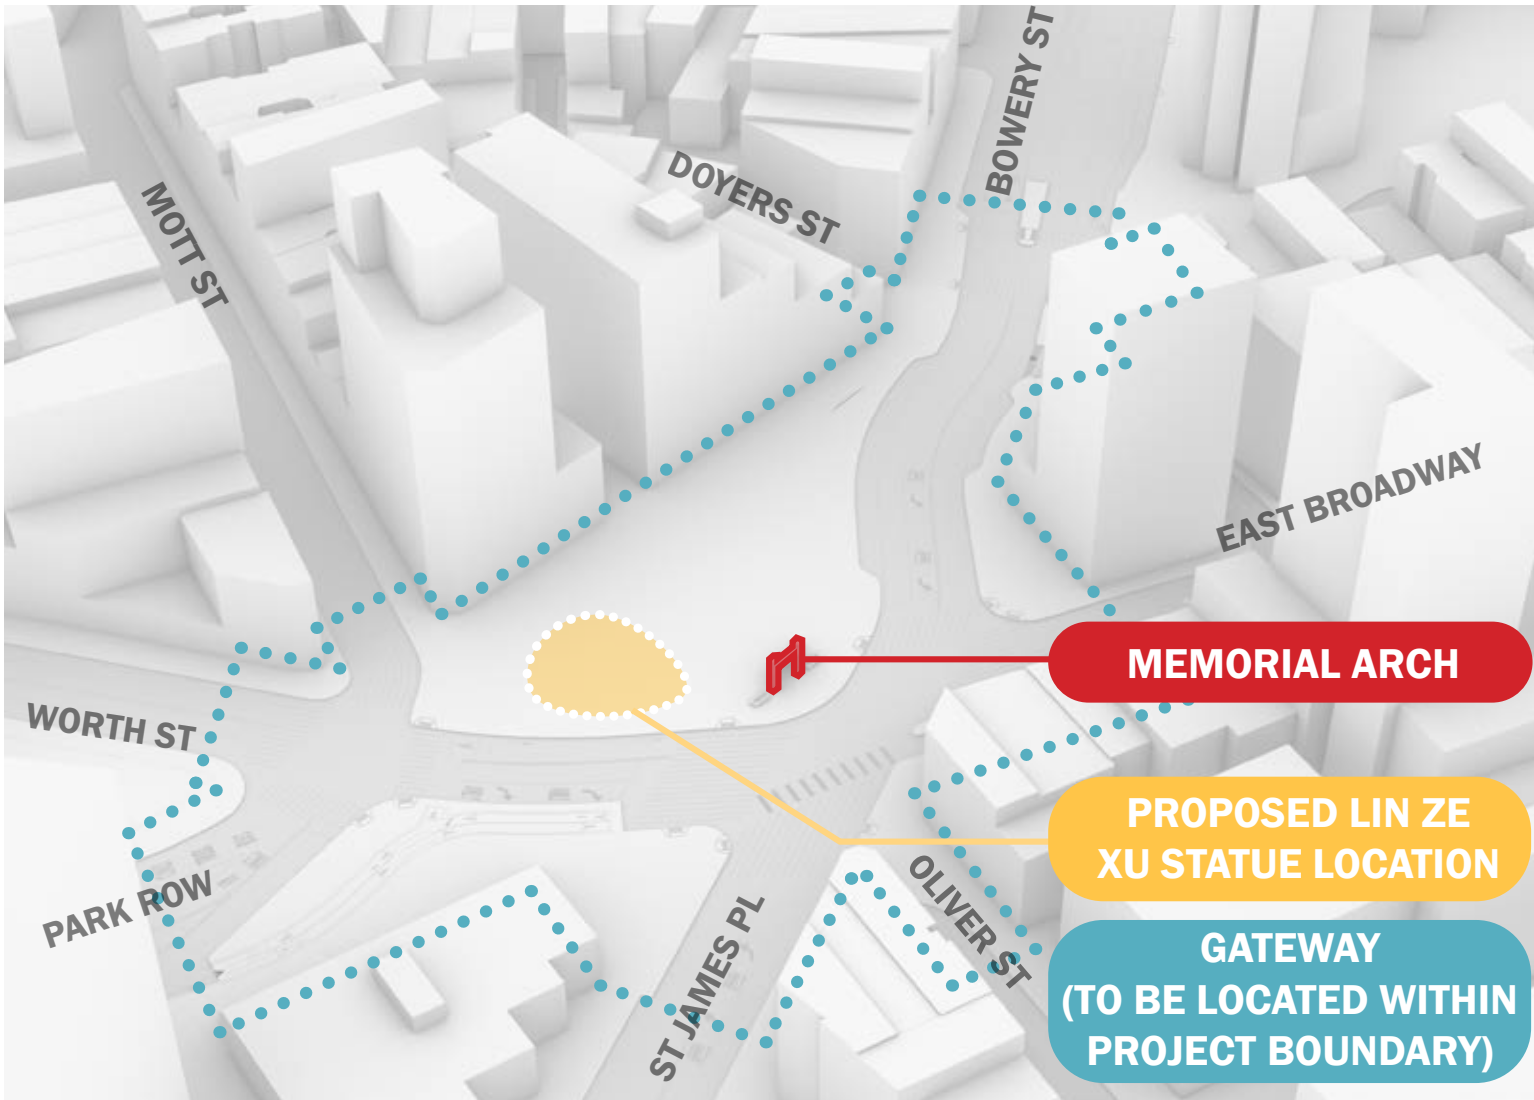 BOWERY ST
DOYERS ST
MOTT ST
EAST BROADWAY
MEMORIAL ARCH
WORTH ST
PROPOSED LIN ZE
XU STATUE LOCATION
PARK ROW
OLIVER ST
ST JAMES PL
GATEWAY
(TO BE LOCATED WITHIN
PROJECT BOUNDARY)